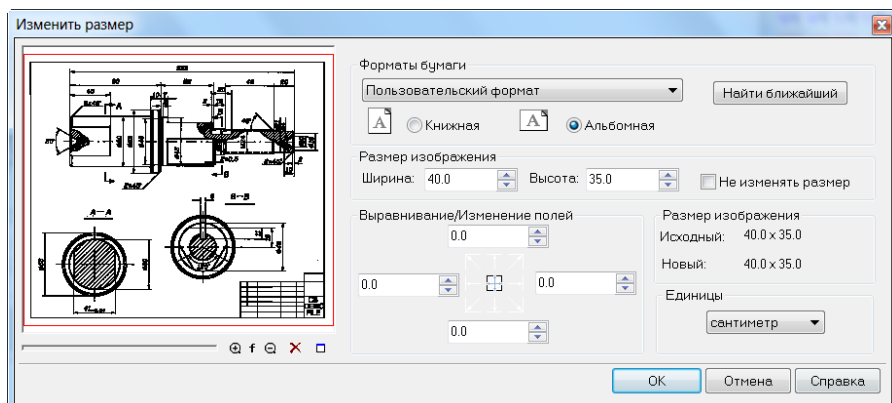 Изменить размер
Форматы бумаги
Пользовательский формат
Найти ближайший
A Книжная A Альбомная
Размер изображения
Ширина: 40.0 Высота: 35.0 Не изменять размер
Выравнивание/Изменение полей
0.0
0.0 0.0
0.0
Размер изображения
Исходный: 40.0 x 35.0
Новый: 40.0 x 35.0
Единицы
сантиметр
A
A–A
f
OK Отмена Справка